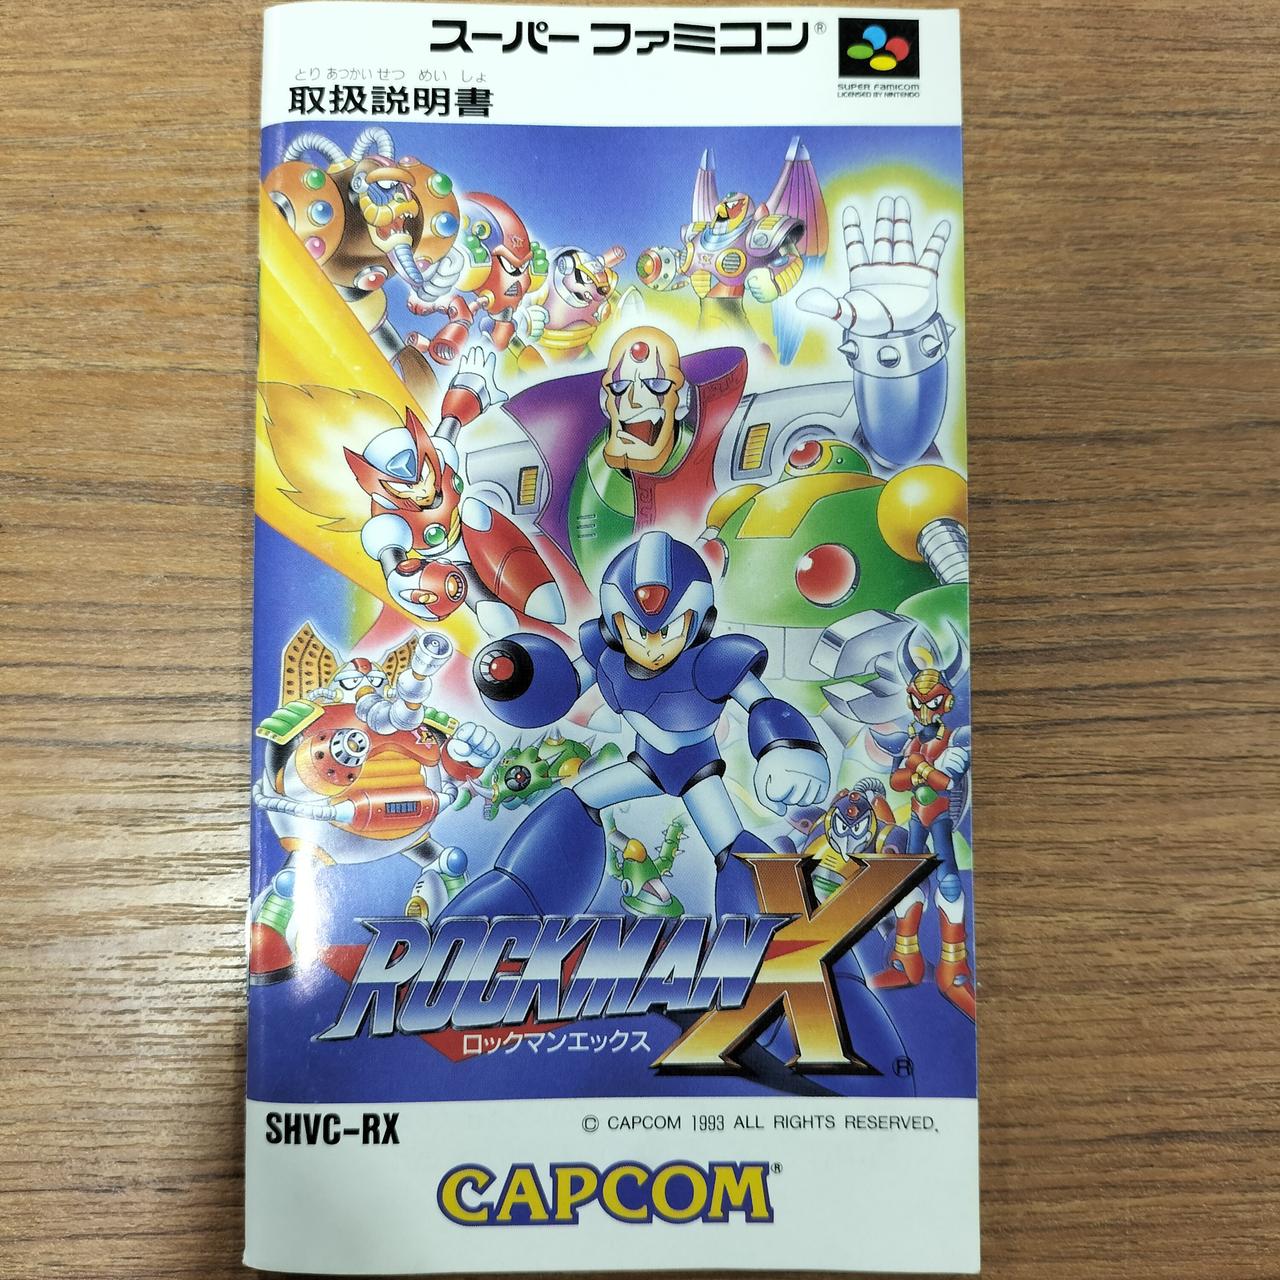 スーパーファミコン®
SUPER FAMICOM
LICENSED BY NINTENDO
とりあつかいせつめいしょ
取扱説明書
ROCKMAN X
ロックマンエックス
®
SHVC-RX
© CAPCOM 1993 ALL RIGHTS RESERVED.
CAPCOM®